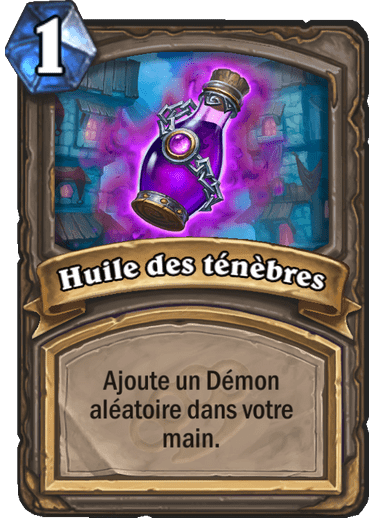 1
Huile des ténèbres
Ajoute un Démon
aléatoire dans votre
main.